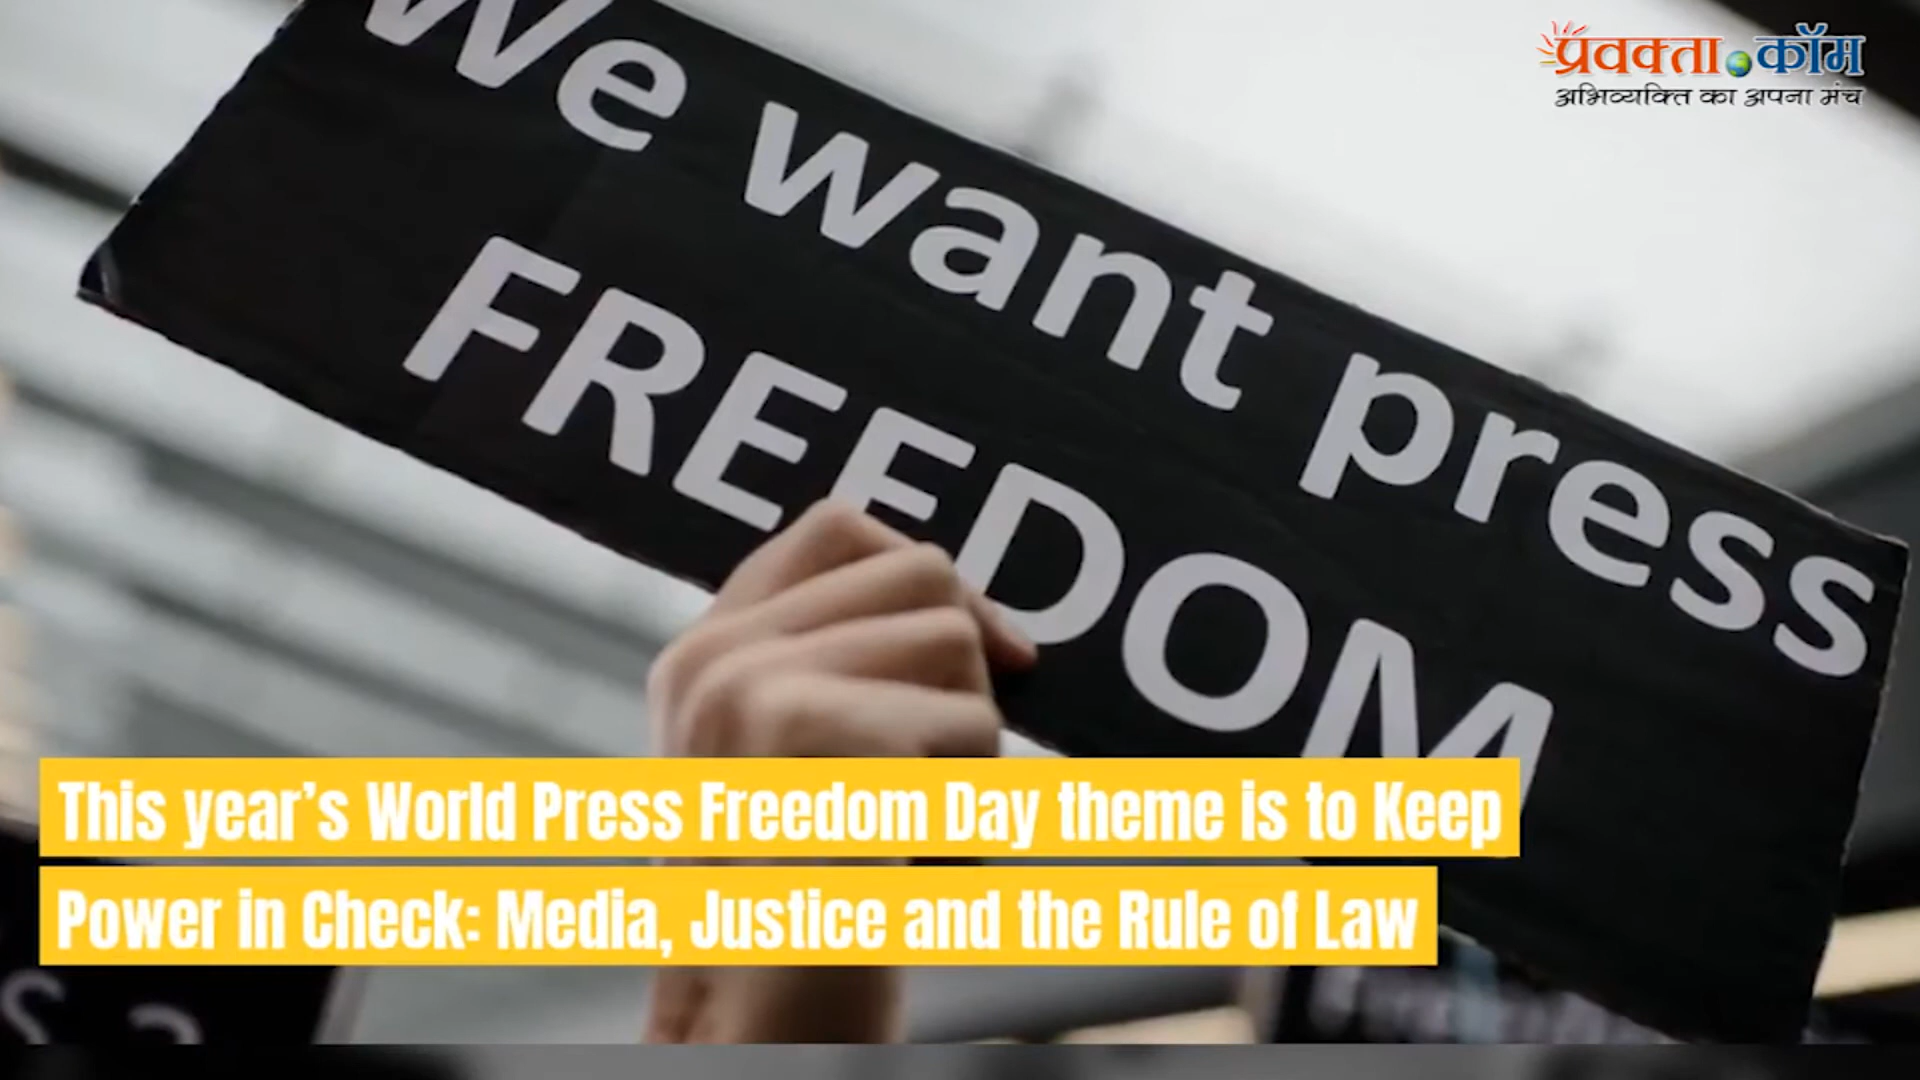 प्रवक्ता.कॉम
अभिव्यक्ति का अपना मंच
We want press
FREEDOM
This year’s World Press Freedom Day theme is to Keep
Power in Check: Media, Justice and the Rule of Law